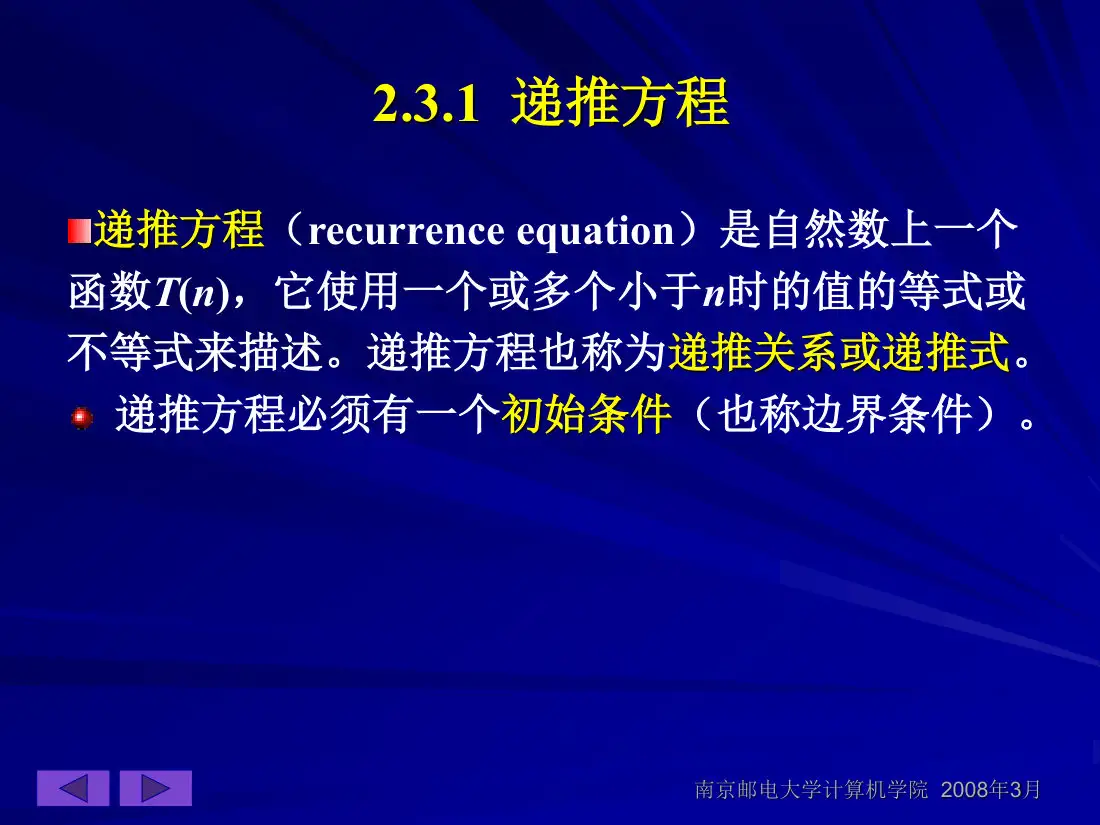 2.3.1 递推方程
递推方程（recurrence equation）是自然数上一个
函数T(n)，它使用一个或多个小于n时的值的等式或
不等式来描述。递推方程也称为递推关系或递推式。
递推方程必须有一个初始条件（也称边界条件）。
南京邮电大学计算机学院 2008年3月